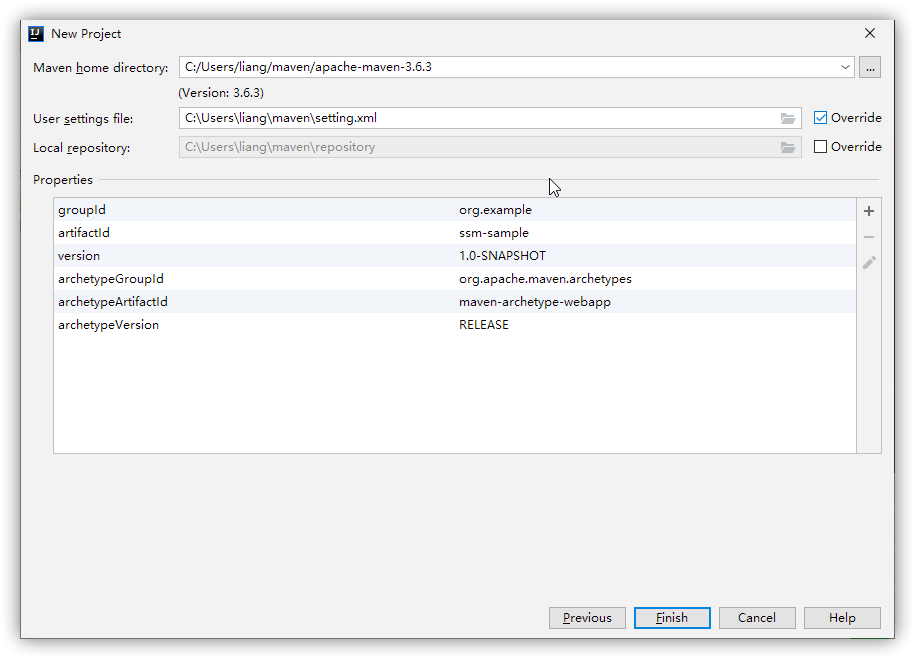 New Project
Maven home directory: C:/Users/liang/maven/apache-maven-3.6.3 ...
(Version: 3.6.3)
User settings file: C:\Users\liang\maven\setting.xml Override
Local repository: C:\Users\liang\maven\repository Override
Properties
groupId org.example
artifactId ssm-sample
version 1.0-SNAPSHOT
archetypeGroupId org.apache.maven.archetypes
archetypeArtifactId maven-archetype-webapp
archetypeVersion RELEASE
Previous Finish Cancel Help